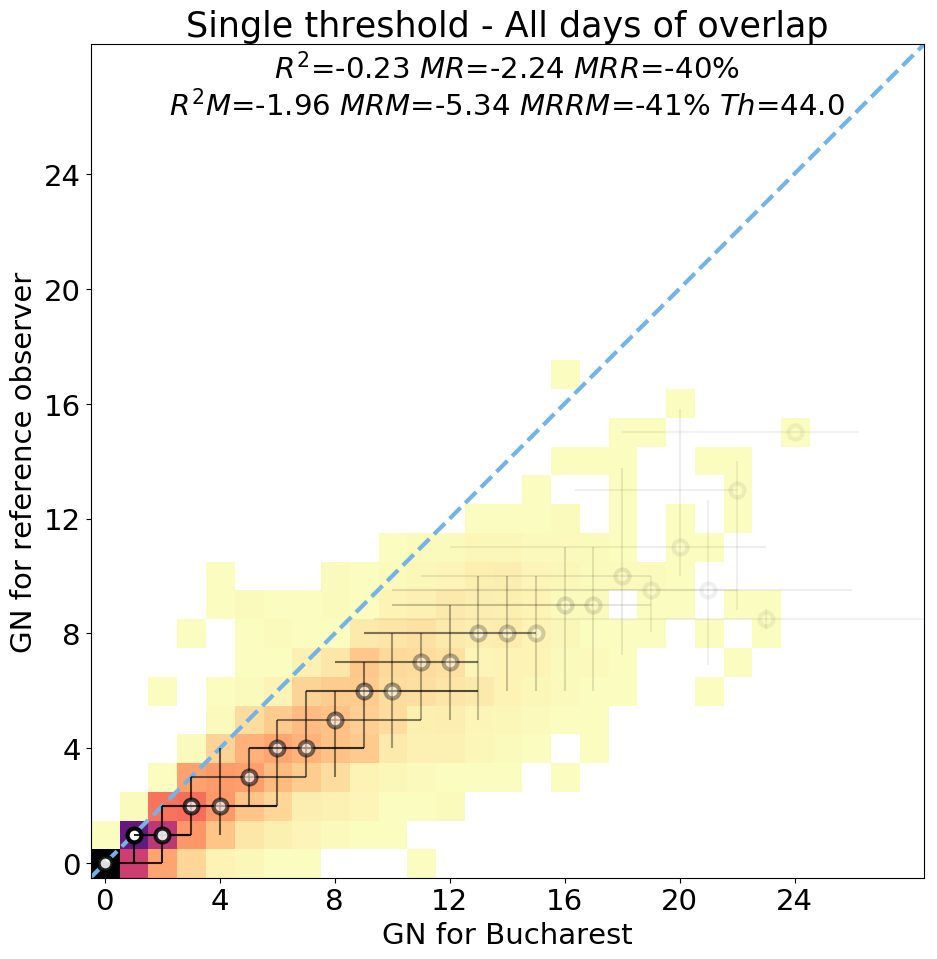 Single threshold - All days of overlap
R²=-0.23 MR=-2.24 MRR=-40%
R²M=-1.96 MRM=-5.34 MRRM=-41% Th=44.0
24
20
16
12
8
4
0
GN for reference observer
0 4 8 12 16 20 24
GN for Bucharest